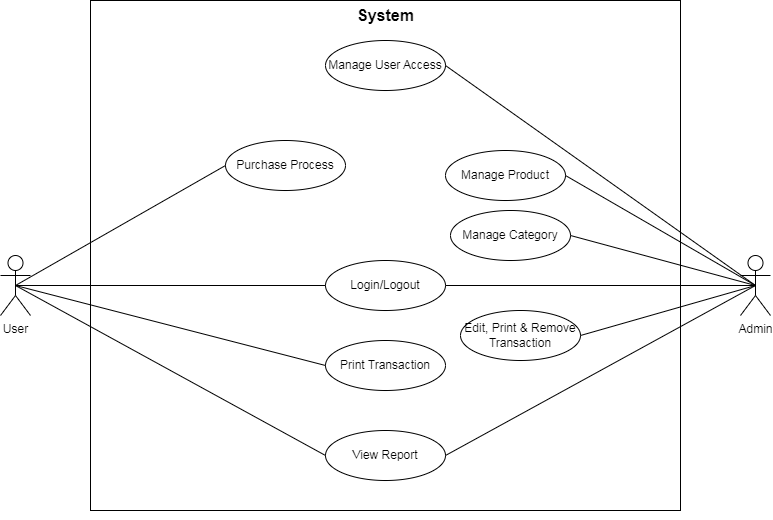 System
Manage User Access
Purchase Process
Manage Product
Manage Category
Login/Logout
User
Admin
Edit, Print & Remove
Transaction
Print Transaction
View Report